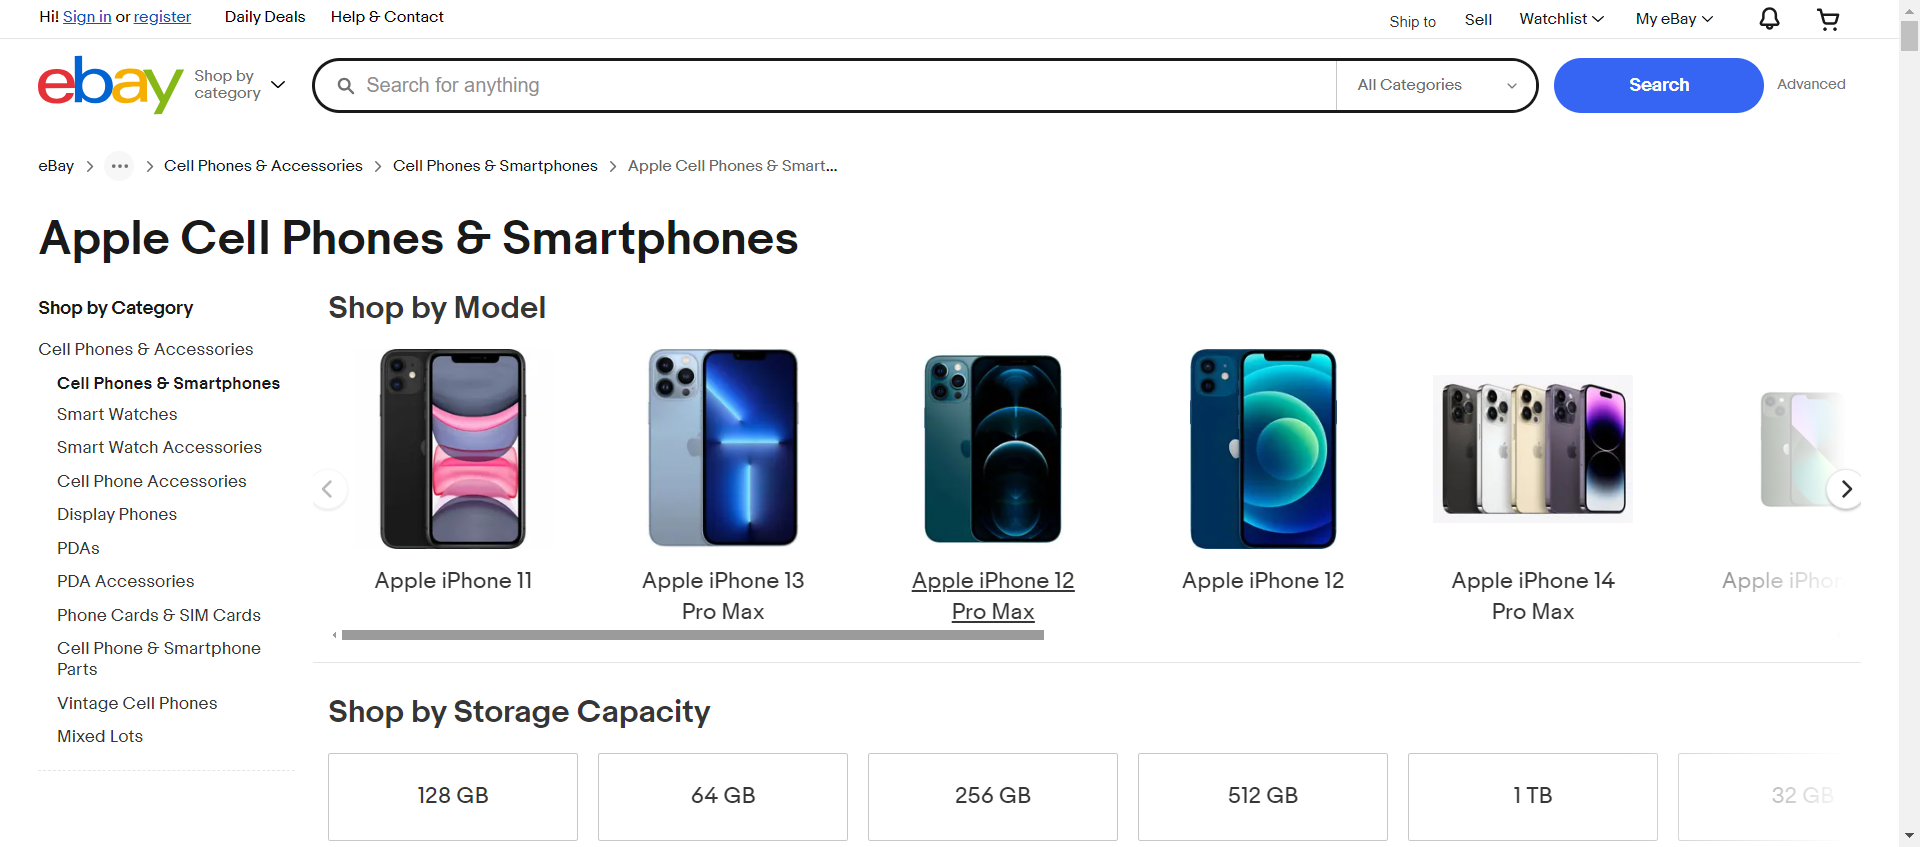 Hi! Sign in or register
Daily Deals
Help & Contact
Ship to
Sell
Watchlist
My eBay
ebay
Shop by
category
Search for anything
All Categories
Search
Advanced
eBay
Cell Phones & Accessories
Cell Phones & Smartphones
Apple Cell Phones & Smart...
Apple Cell Phones & Smartphones
Shop by Category
Cell Phones & Accessories
Cell Phones & Smartphones
Smart Watches
Smart Watch Accessories
Cell Phone Accessories
Display Phones
PDAs
PDA Accessories
Phone Cards & SIM Cards
Cell Phone & Smartphone
Parts
Vintage Cell Phones
Mixed Lots
Shop by Model
Apple iPhone 11
Apple iPhone 13
Pro Max
Apple iPhone 12
Pro Max
Apple iPhone 12
Apple iPhone 14
Pro Max
Apple iPhon
Shop by Storage Capacity
128 GB
64 GB
256 GB
512 GB
1 TB
32 GB